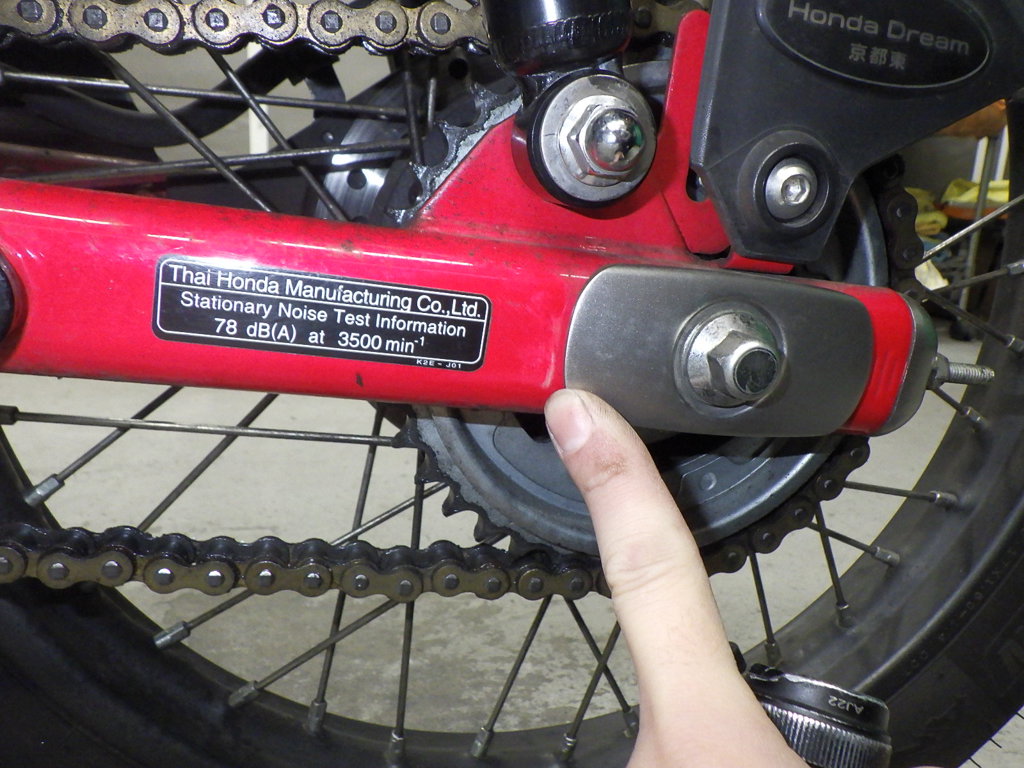 Honda Dream
京都東
Thai Honda Manufacturing Co.,Ltd.
Stationary Noise Test Information
78 dB(A) at 3500 min⁻¹
K2E - J01
AJ22